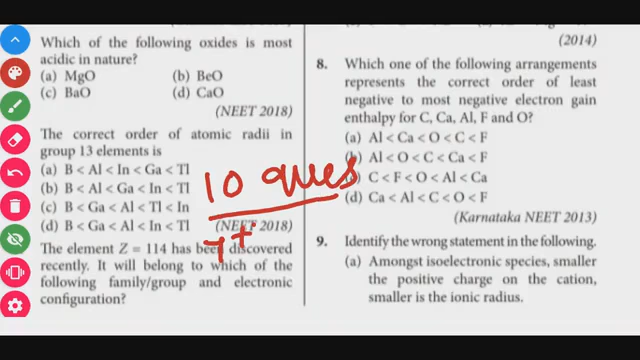 Which of the following oxides is most
acidic in nature?
(a) MgO (b) BeO
(c) BaO (d) CaO
(NEET 2018)
The correct order of atomic radii in
group 13 elements is
(a) B < Al < In < Ga < Tl
(b) B < Al < Ga < In < Tl
(c) B < Ga < Al < Tl < In
(d) B < Ga < Al < In < Tl
(NEET 2018)
The element Z = 114 has been discovered
recently. It will belong to which of the
following family/group and electronic
configuration?
10 ques
7+
(2014)
8. Which one of the following arrangements
represents the correct order of least
negative to most negative electron gain
enthalpy for C, Ca, Al, F and O?
(a) Al < Ca < O < C < F
(b) Al < O < C < Ca < F
C < F < O < Al < Ca
(d) Ca < Al < C < O < F
(Karnataka NEET 2013)
9. Identify the wrong statement in the following.
(a) Amongst isoelectronic species, smaller
the positive charge on the cation,
smaller is the ionic radius.